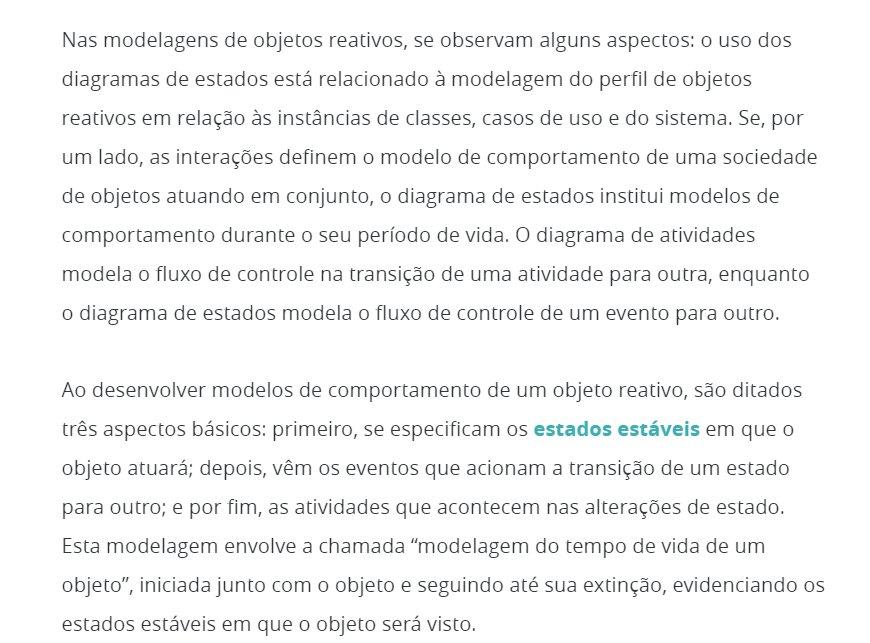 Nas modelagens de objetos reativos, se observam alguns aspectos: o uso dos
diagramas de estados está relacionado à modelagem do perfil de objetos
reativos em relação às instâncias de classes, casos de uso e do sistema. Se, por
um lado, as interações definem o modelo de comportamento de uma sociedade
de objetos atuando em conjunto, o diagrama de estados institui modelos de
comportamento durante o seu período de vida. O diagrama de atividades
modela o fluxo de controle na transição de uma atividade para outra, enquanto
o diagrama de estados modela o fluxo de controle de um evento para outro.
Ao desenvolver modelos de comportamento de um objeto reativo, são ditados
três aspectos básicos: primeiro, se especificam os estados estáveis em que o
objeto atuará; depois, vêm os eventos que acionam a transição de um estado
para outro; e por fim, as atividades que acontecem nas alterações de estado.
Esta modelagem envolve a chamada “modelagem do tempo de vida de um
objeto”, iniciada junto com o objeto e seguindo até sua extinção, evidenciando os
estados estáveis em que o objeto será visto.